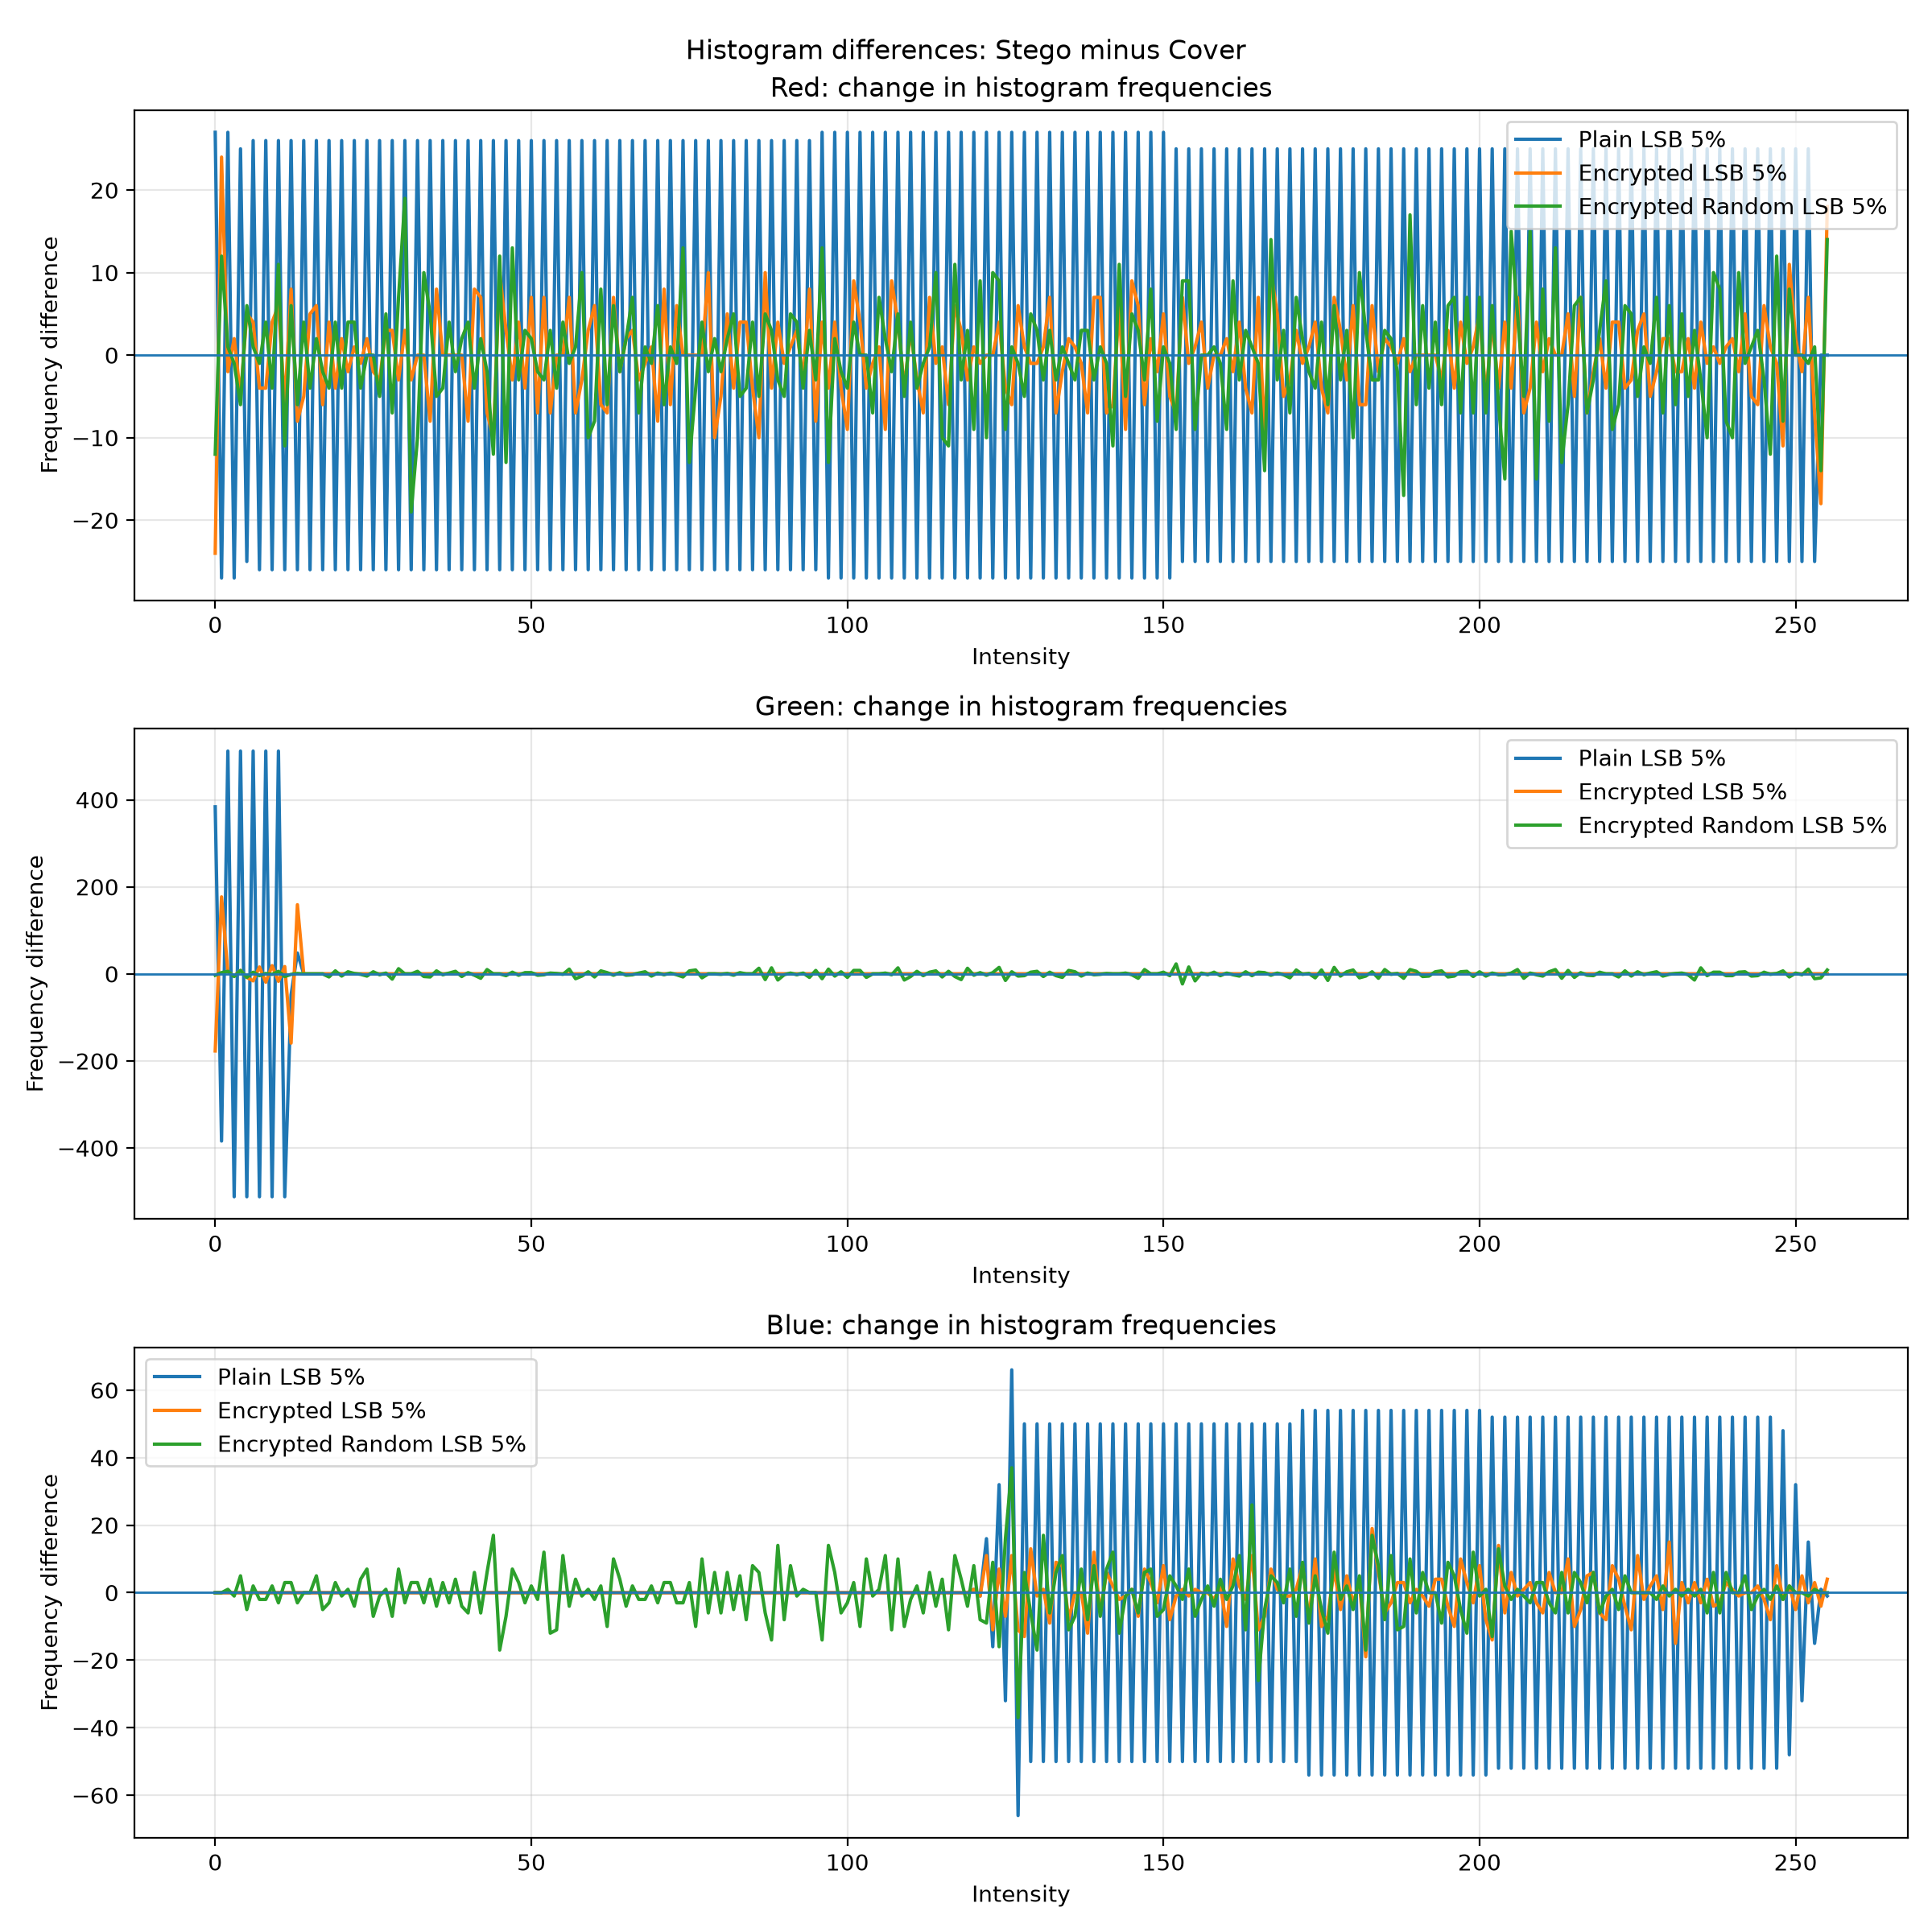 Histogram differences: Stego minus Cover
Red: change in histogram frequencies
Plain LSB 5%
Encrypted LSB 5%
Encrypted Random LSB 5%
Frequency difference
20
10
0
−10
−20
0 50 100 150 200 250
Intensity
Green: change in histogram frequencies
Plain LSB 5%
Encrypted LSB 5%
Encrypted Random LSB 5%
Frequency difference
400
200
0
−200
−400
0 50 100 150 200 250
Intensity
Blue: change in histogram frequencies
Plain LSB 5%
Encrypted LSB 5%
Encrypted Random LSB 5%
Frequency difference
60
40
20
0
−20
−40
−60
0 50 100 150 200 250
Intensity